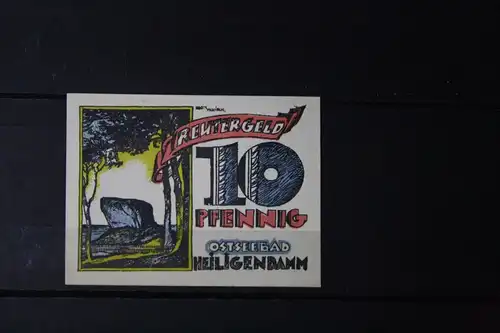 REUTERGELD
10
PFENNIG
OSTSEEBAD
HEILIGENDAMM